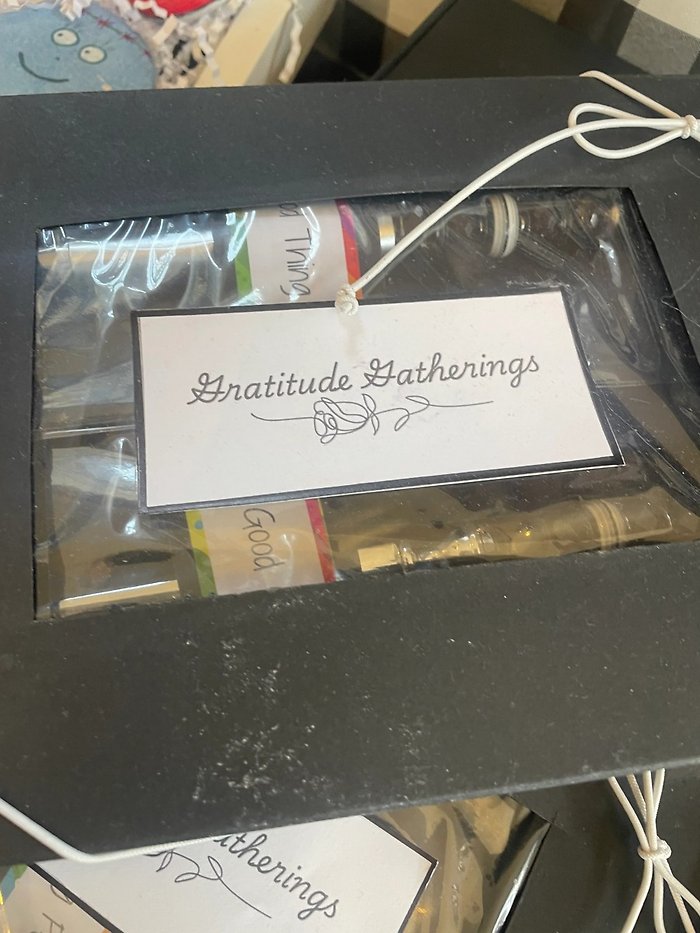 d Thing
Gratitude Gatherings
Good
atherings